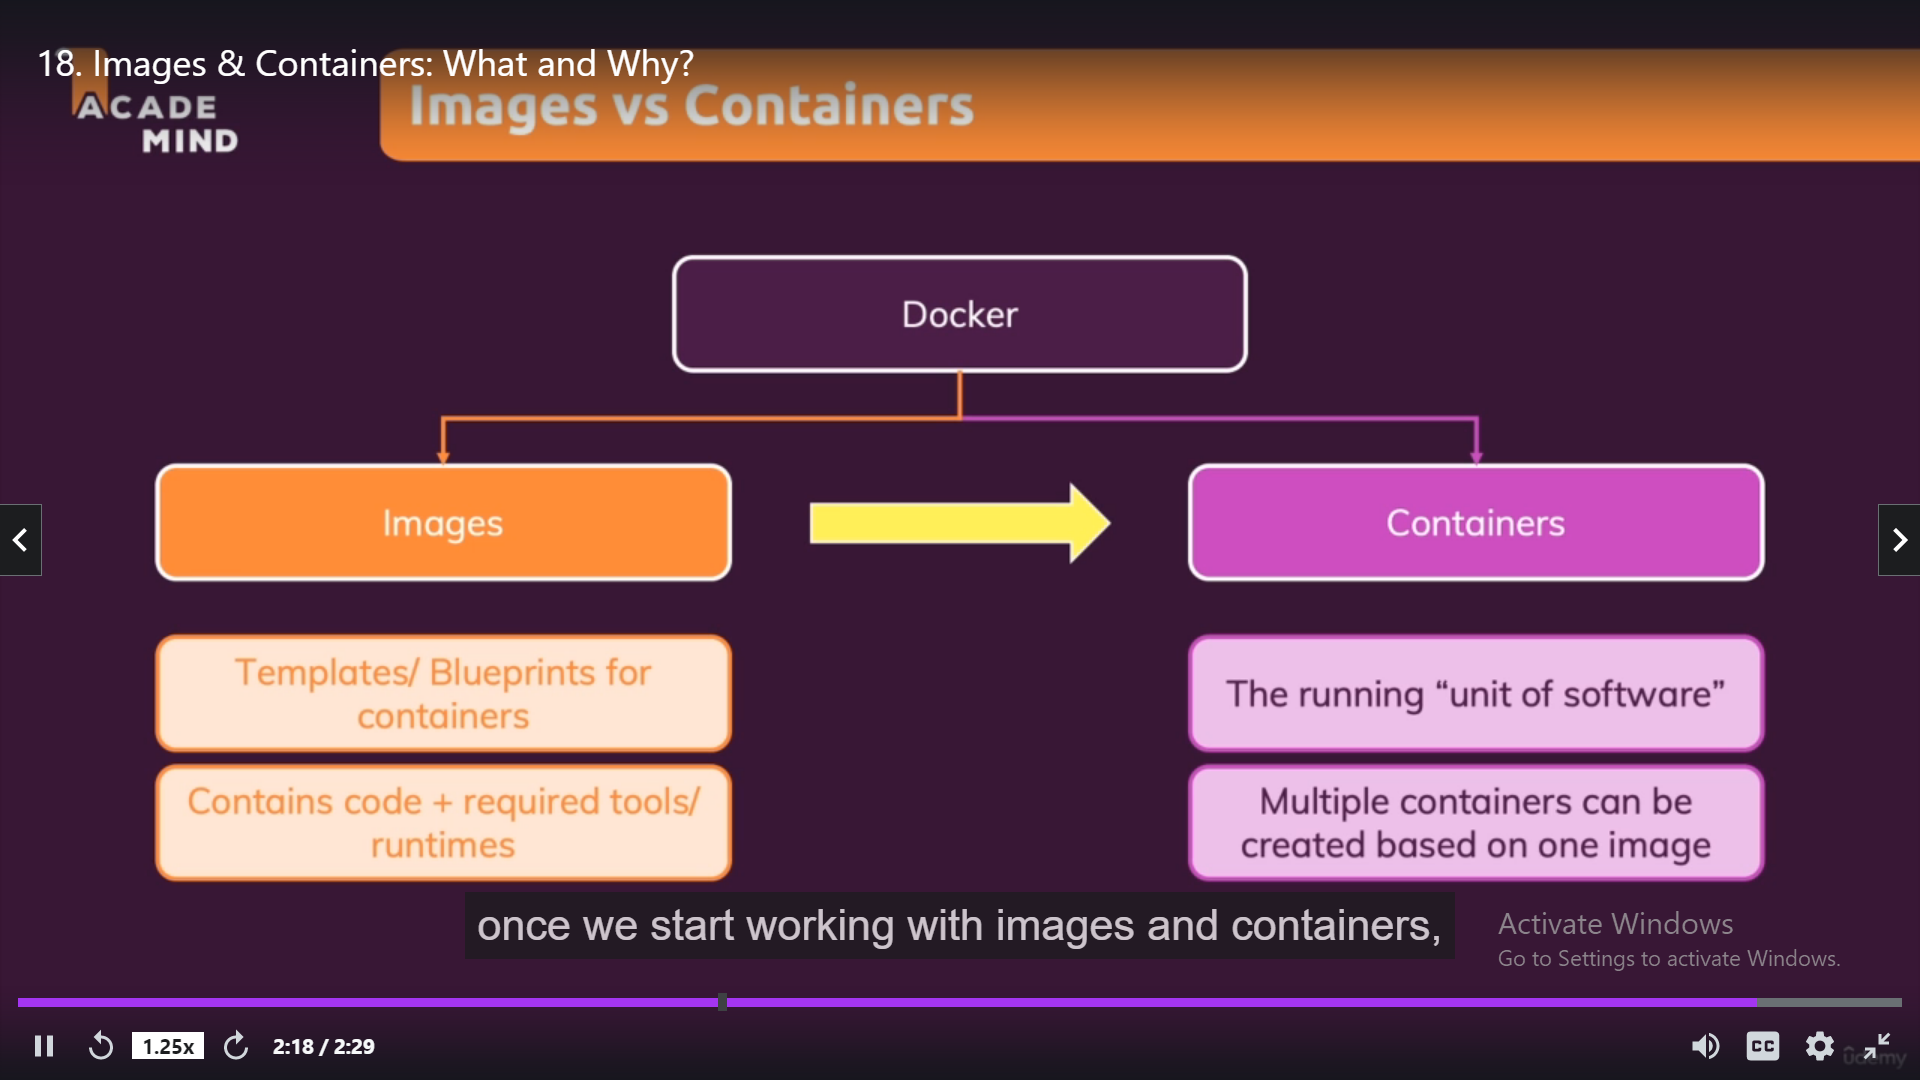 18. Images & Containers: What and Why?
ACADE
MIND
Images vs Containers
Docker
Images
Containers
Templates/ Blueprints for
containers
The running “unit of software”
Contains code + required tools/
runtimes
Multiple containers can be
created based on one image
once we start working with images and containers,
Activate Windows
Go to Settings to activate Windows.
1.25x
2:18 / 2:29
CC
ûdemy